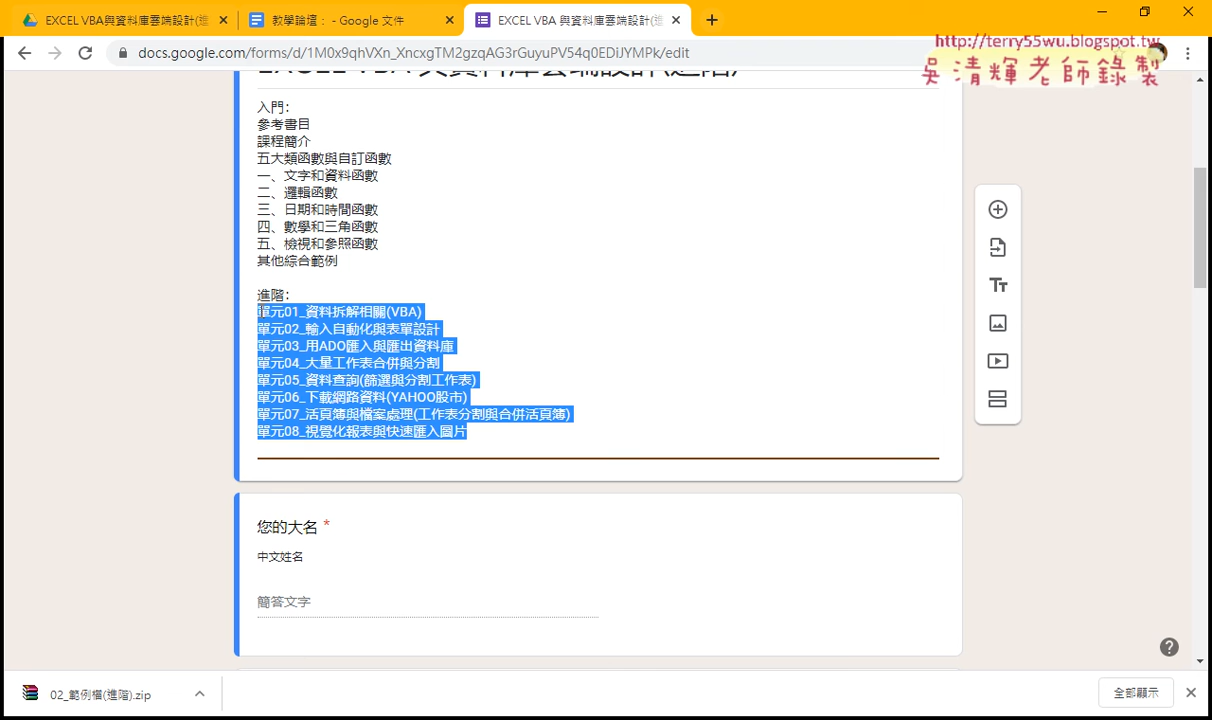 EXCEL VBA與資料庫雲端設計(進
教學論壇： - Google 文件
EXCEL VBA 與資料庫雲端設計(進
docs.google.com/forms/d/1M0x9qhVXn_XncxgTM2gzqAG3rGuyuPV54q0EDiJYMPk/edit
http://terry55wu.blogspot.tw
吳清輝老師錄製
EXCEL VBA 與資料庫雲端設計(進階)
入門:
參考書目
課程簡介
五大類函數與自訂函數
一、文字和資料函數
二、邏輯函數
三、日期和時間函數
四、數學和三角函數
五、檢視和參照函數
其他綜合範例
進階:
單元01_資料拆解相關(VBA)
單元02_輸入自動化與表單設計
單元03_用ADO匯入與匯出資料庫
單元04_大量工作表合併與分割
單元05_資料查詢(篩選與分割工作表)
單元06_下載網路資料(YAHOO股市)
單元07_活頁簿與檔案處理(工作表分割與合併活頁簿)
單元08_視覺化報表與快速匯入圖片
您的大名 *
中文姓名
簡答文字
02_範例檔(進階).zip
全部顯示